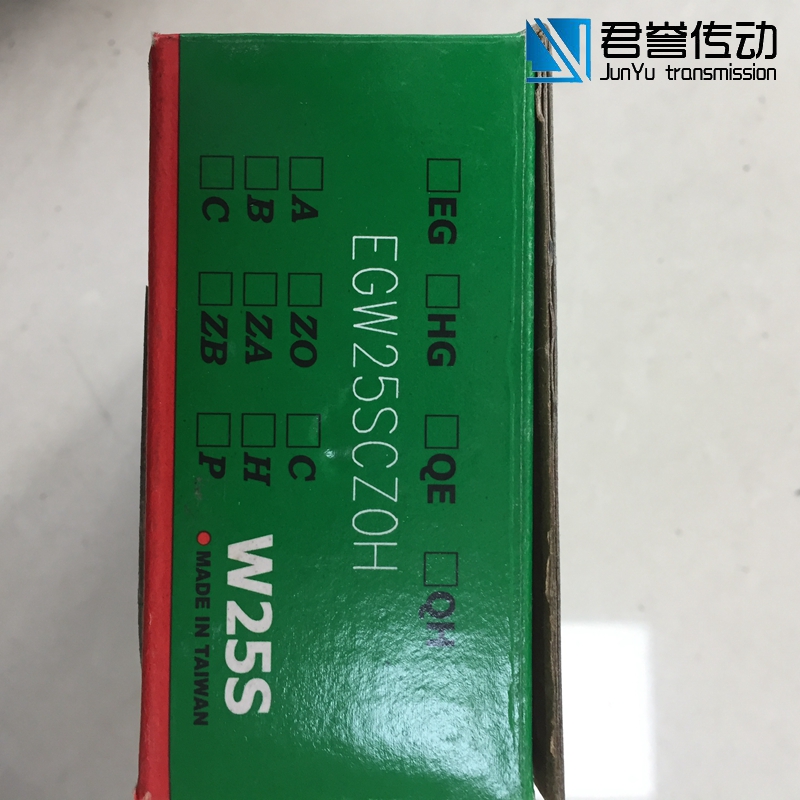 君誉传动
JunYu transmission
□EG □HG □QE □QH
EGW25SCZ0H
□A □ZO □C
□B □ZA □H
□C □ZB □P
W25S
MADE IN TAIWAN